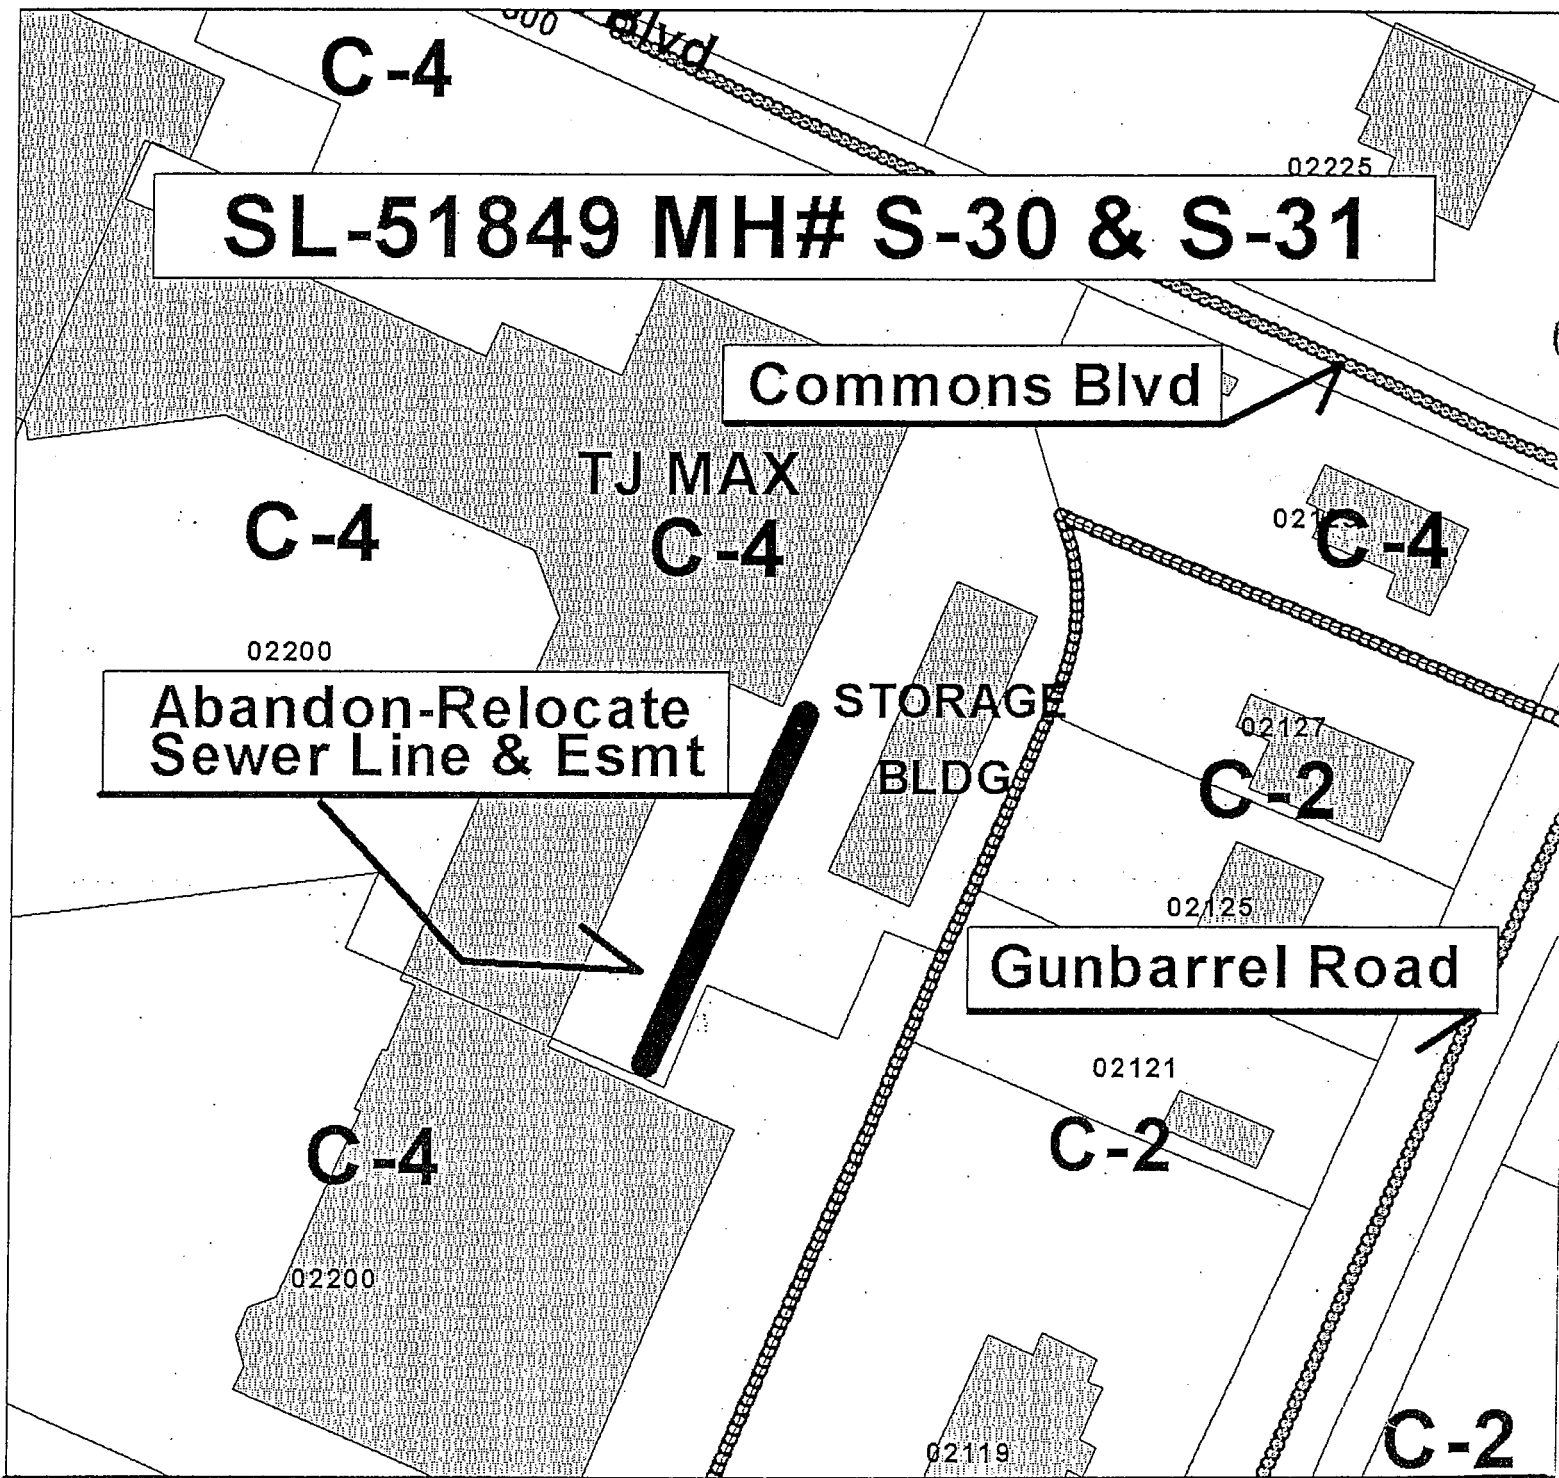 Blvd
C-4
02225
SL-51849 MH# S-30 & S-31
Commons Blvd
TJ MAX
C-4
C-4
C-4
02200
Abandon-Relocate
Sewer Line & Esmt
STORAGE
BLDG
02127
C-2
02125
Gunbarrel Road
02121
C-2
C-4
02200
C-2
02119